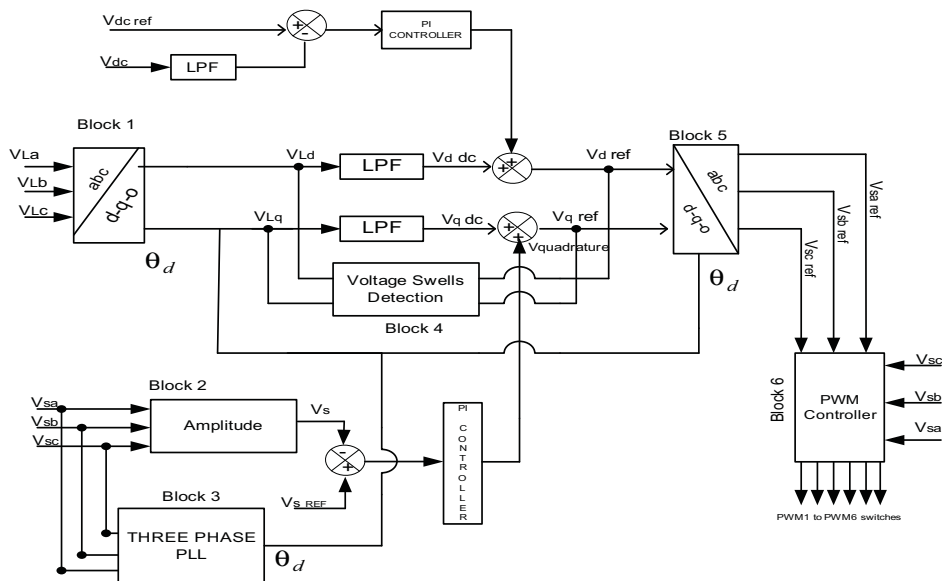 Vdc ref
+
-
PI
CONTROLLER
Vdc
LPF
Block 1
VLa
VLb
VLc
abc
d-q-o
θd
VLd
LPF
Vd dc
+
+
Vd ref
VLq
LPF
Vq dc
+
+
Vq ref
Vquadrature
Voltage Swells
Detection
Block 4
Block 5
abc
d-q-o
θd
Vsa ref
Vsb ref
Vsc ref
Block 2
Vsa
Vsb
Vsc
Amplitude
Vs
-
+
Vs_REF
PI CONTROLLER
Block 3
THREE PHASE
PLL
θd
Block 6
PWM
Controller
Vsc
Vsb
Vsa
PWM1 to PWM6 switches